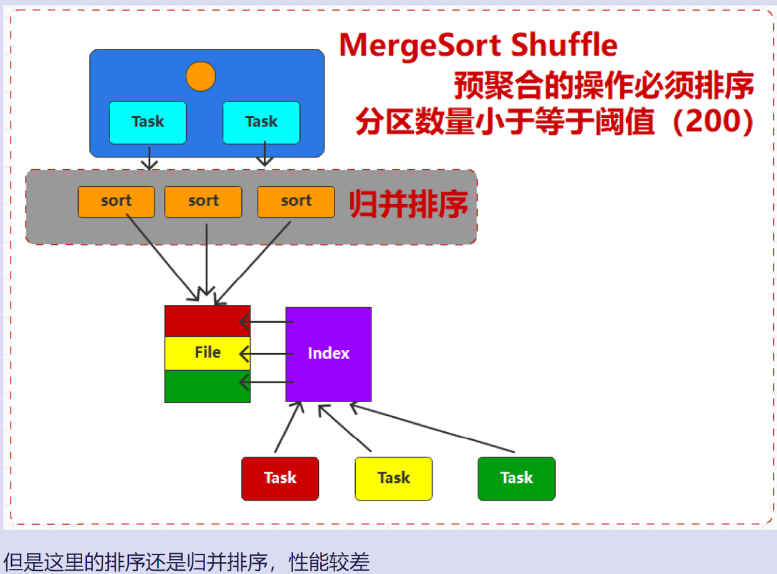 MergeSort Shuffle
预聚合的操作必须排序
分区数量小于等于阈值（200）
Task Task
sort sort sort 归并排序
File Index
Task Task Task
但是这里的排序还是归并排序，性能较差